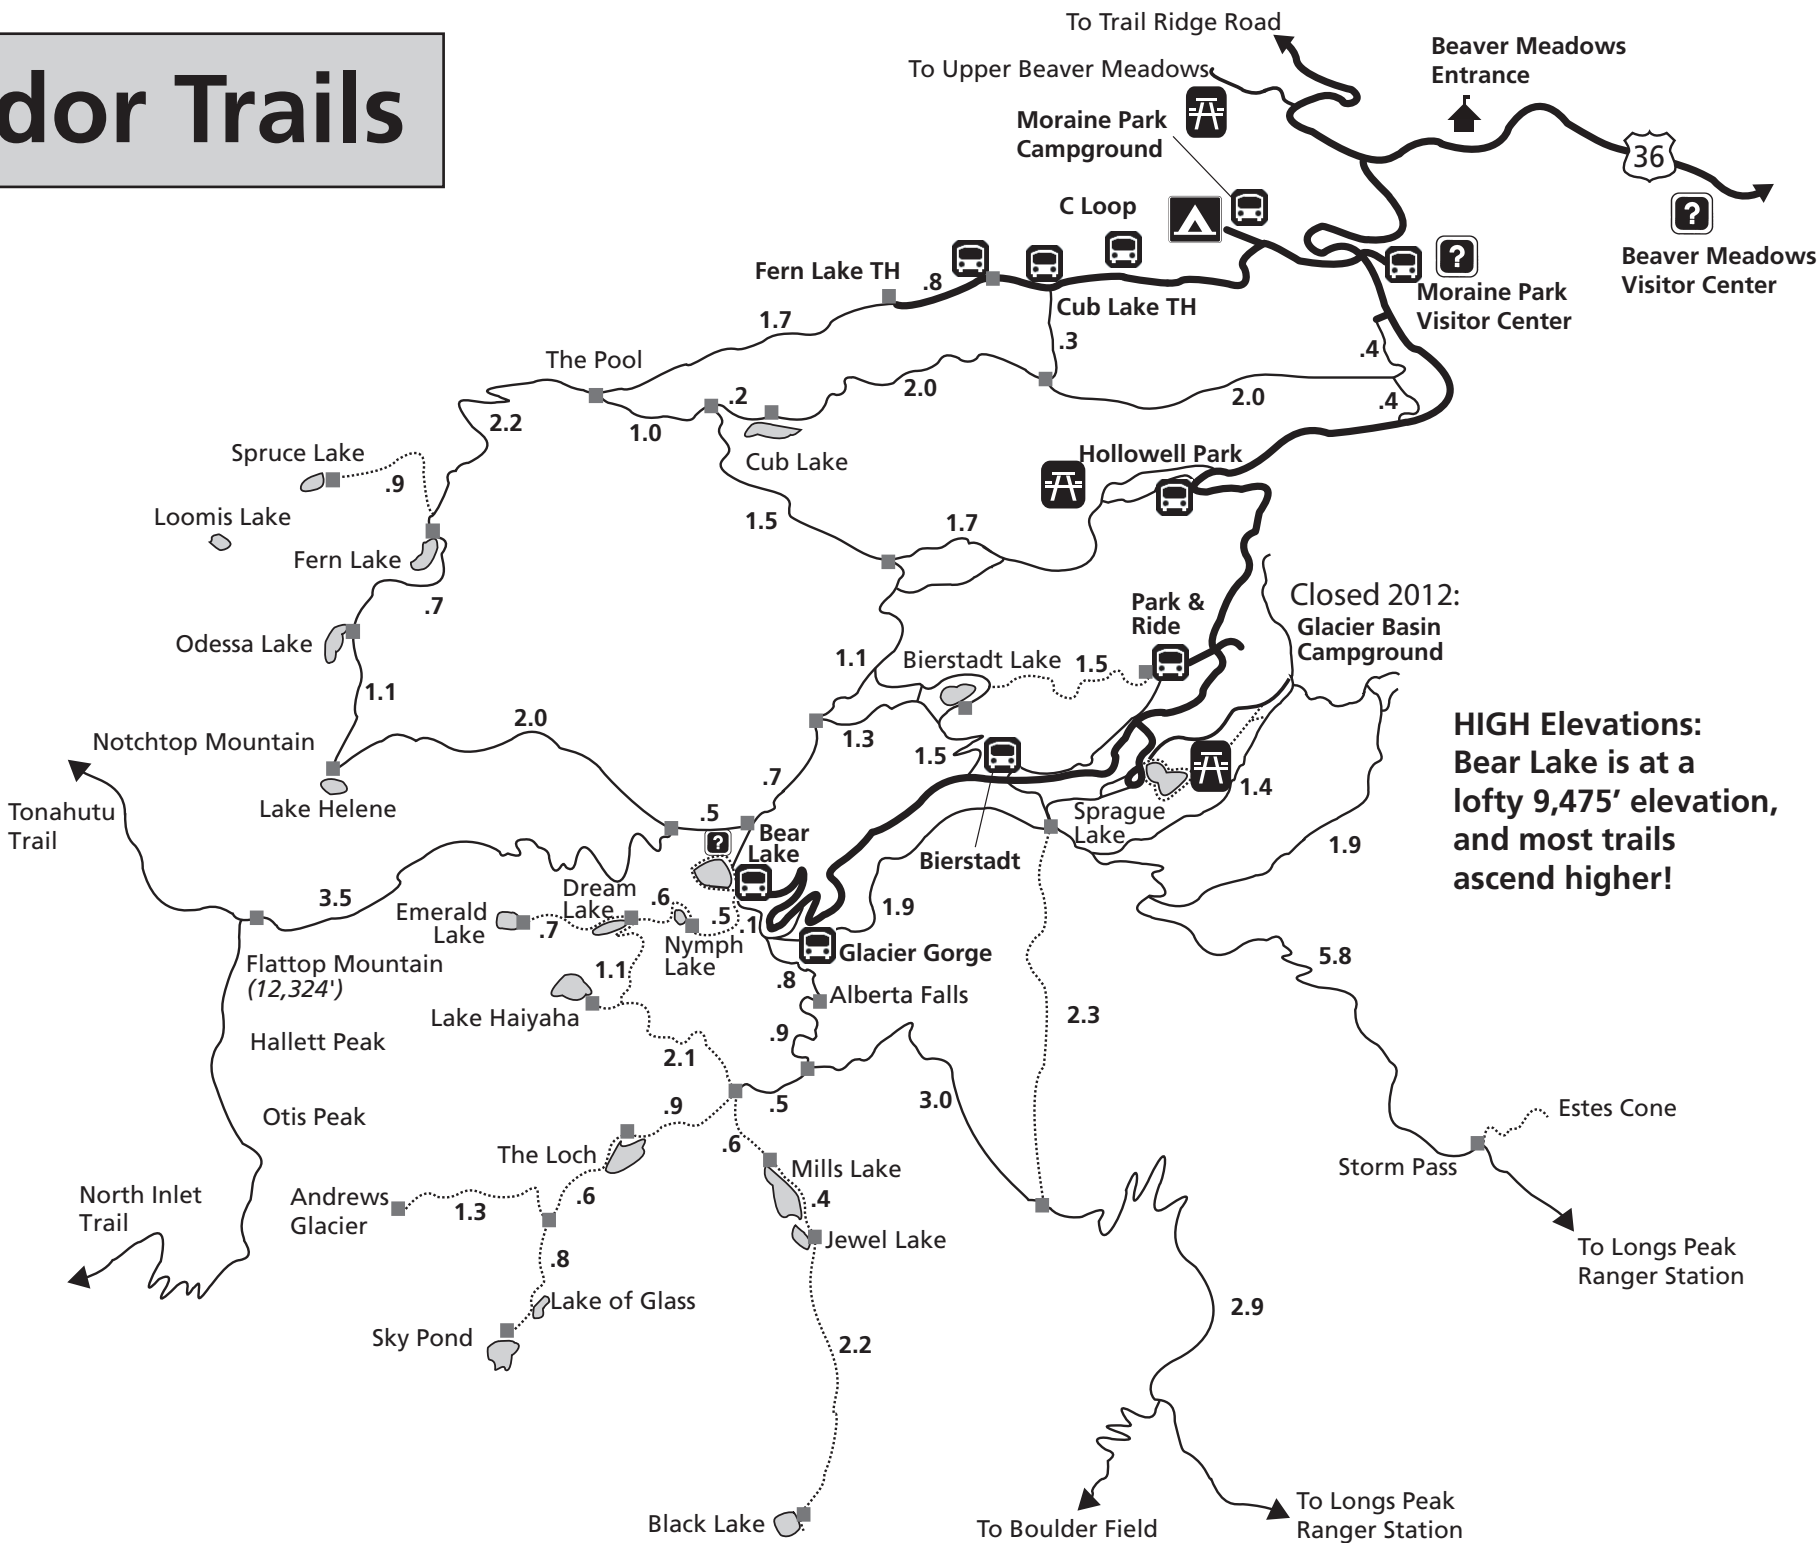 dor Trails
To Trail Ridge Road
To Upper Beaver Meadows
Beaver Meadows
Entrance
Moraine Park
Campground
36
C Loop
?
?
Beaver Meadows
Visitor Center
Fern Lake TH
.8
Cub Lake TH
Moraine Park
Visitor Center
1.7
.3
.4
The Pool
.2
2.0
2.0
.4
2.2
1.0
Cub Lake
Hollowell Park
Spruce Lake
.9
Loomis Lake
1.5
1.7
Fern Lake
.7
Closed 2012:
Glacier Basin
Campground
Park &
Ride
Odessa Lake
1.1
Bierstadt Lake
1.5
1.1
Notchtop Mountain
2.0
1.3
1.5
HIGH Elevations:
Bear Lake is at a
lofty 9,475’ elevation,
and most trails
ascend higher!
.7
1.4
Lake Helene
Tonahutu
Trail
.5
?
Bear
Lake
Sprague
Lake
1.9
Bierstadt
3.5
Dream
Lake
.6
Emerald
Lake
.7
.5
.1
1.9
Nymph
Lake
Glacier Gorge
5.8
Flattop Mountain
(12,324')
1.1
.8
Alberta Falls
Lake Haiyaha
2.3
Hallett Peak
.9
2.1
3.0
Otis Peak
.9
.5
Estes Cone
.6
The Loch
Mills Lake
Storm Pass
North Inlet
Trail
Andrews
Glacier
1.3
.6
.4
Jewel Lake
.8
To Longs Peak
Ranger Station
Lake of Glass
2.9
Sky Pond
2.2
Black Lake
To Boulder Field
To Longs Peak
Ranger Station